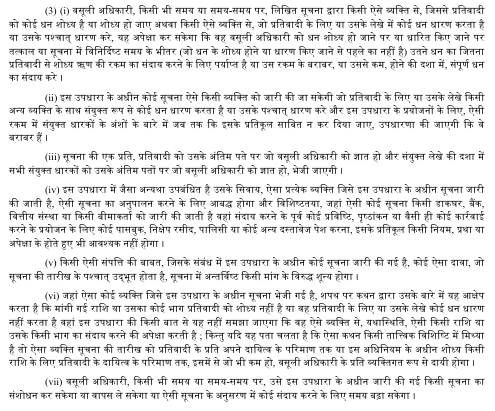 (3) (i) वसूली अधिकारी, किसी भी समय या समय-समय पर, लिखित सूचना द्वारा किसी ऐसे व्यक्ति से, जिससे प्रतिवादी
को कोई धन शोध्य है या शोध्य हो जाए अथवा किसी ऐसे व्यक्ति से, जो प्रतिवादी के लिए या उसके लेखे में कोई धन धारण करता है
या उसके पश्चात् धारण करे, यह अपेक्षा कर सकेगा कि वह वसूली अधिकारी को धन शोध्य हो जाने पर या धारित किए जाने पर
तत्काल या सूचना में विनिर्दिष्ट समय के भीतर (जो धन के शोध्य होने या धारण किए जाने से पहले का नहीं है) उतने धन का जितना
प्रतिवादी से शोध्य ऋण की रकम का संदाय करने के लिए पर्याप्त है या उस रकम के बराबर, या उससे कम, होने की दशा में, संपूर्ण धन
का संदाय करे ।
(ii) इस उपधारा के अधीन कोई सूचना ऐसे किसी व्यक्ति को जारी की जा सकेगी जो प्रतिवादी के लिए या उसके लेखे किसी
अन्य व्यक्ति के साथ संयुक्त रूप से कोई धन धारण करता है या उसके पश्चात् धारण करे और इस उपधारा के प्रयोजनों के लिए, ऐसी
रकम में संयुक्त धारकों के अंशों के बारे में जब तक कि इसके प्रतिकूल साबित न कर दिया जाए, उपधारणा की जाएगी कि वे
बराबर हैं ।
(iii) सूचना की एक प्रति, प्रतिवादी को उसके अंतिम पते पर जो वसूली अधिकारी को ज्ञात हो और संयुक्त लेखे की दशा में
सभी संयुक्त धारकों को उसके अंतिम पतों पर जो वसूली अधिकारी को ज्ञात हो, भेजी जाएगी ।
(iv) इस उपधारा में जैसा अन्यथा उपबंधित है उसके सिवाय, ऐसा प्रत्येक व्यक्ति जिसे इस उपधारा के अधीन सूचना जारी
की जाती है, ऐसी सूचना का अनुपालन करने के लिए आबद्ध होगा और विशिष्टतया, जहां ऐसी कोई सूचना किसी डाकघर, बैंक,
वित्तीय संस्था या किसी बीमाकर्ता को जारी की जाती है वहां संदाय करने के पूर्व कोई प्रविष्टि, पृष्ठांकन या वैसी ही कोई कार्रवाई
करने के प्रयोजन के लिए कोई पासबुक, निक्षेप रसीद, पालिसी या कोई अन्य दस्तावेज पेश करना, इसके प्रतिकूल किसी नियम, प्रथा या
अपेक्षा के होते हुए भी आवश्यक नहीं होगा ।
(v) किसी ऐसी संपत्ति की बाबत, जिसके संबंध में इस उपधारा के अधीन कोई सूचना जारी की गई है, कोई ऐसा दावा, जो
सूचना की तारीख के पश्चात् उद्भूत होता है, सूचना में अन्तर्विष्ट किसी मांग के विरुद्ध शून्य होगा ।
(vi) जहां ऐसा कोई व्यक्ति जिसे इस उपधारा के अधीन सूचना भेजी गई है, शपथ पर कथन द्वारा उसके बारे में यह आक्षेप
करता है कि मांगी गई राशि या उसका कोई भाग प्रतिवादी को शोध्य नहीं है या वह प्रतिवादी के लिए या उसके लेखे कोई धन धारण
नहीं करता है वहां इस उपधारा की किसी बात से यह नहीं समझा जाएगा कि वह ऐसे व्यक्ति से, यथास्थिति, ऐसी किसी राशि या
उसके किसी भाग का संदाय करने की अपेक्षा करती है ; किन्तु यदि यह पता चलता है कि ऐसा कथन किसी तात्त्विक विशिष्टि में मिथ्या
है तो ऐसा व्यक्ति सूचना की तारीख को प्रतिवादी के प्रति अपने दायित्व के परिमाण तक या इस अधिनियम के अधीन शोध्य किसी
राशि के लिए प्रतिवादी के दायित्व के परिमाण तक, इसमें से जो भी कम हो, वसूली अधिकारी के प्रति व्यक्तिगत रूप से दायी होगा ।
(vii) वसूली अधिकारी, किसी भी समय या समय-समय पर, उसे इस उपधारा के अधीन जारी की गई किसी सूचना का
संशोधन कर सकेगा या वापस ले सकेगा या ऐसी सूचना के अनुसरण में कोई संदाय करने के लिए समय बढ़ा सकेगा ।